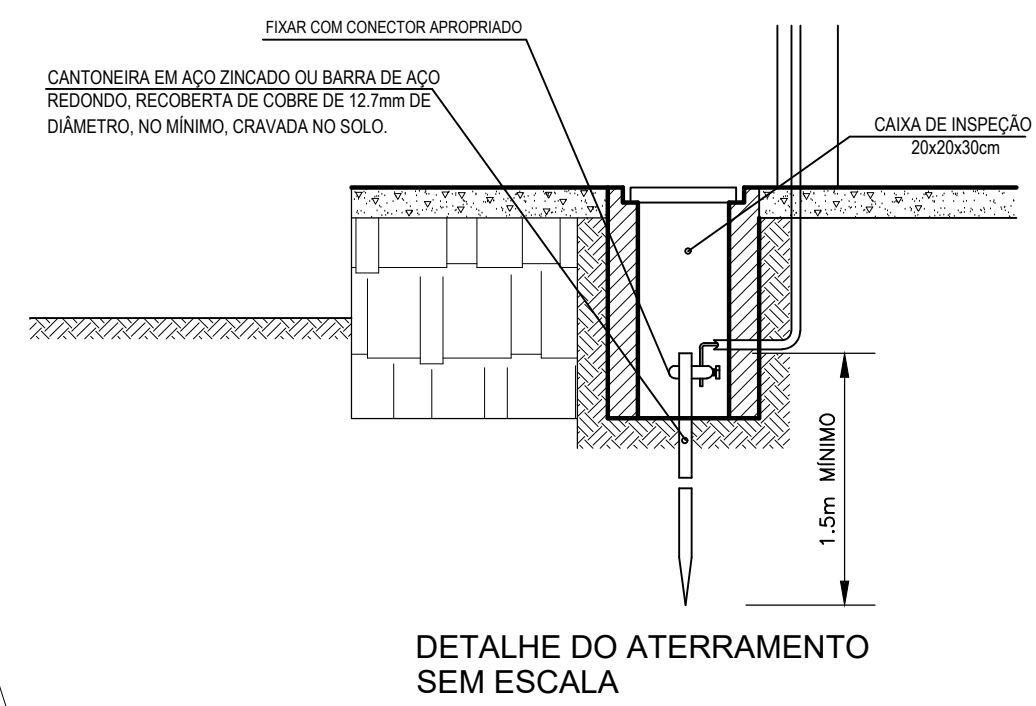 FIXAR COM CONECTOR APROPRIADO
CANTONEIRA EM AÇO ZINCADO OU BARRA DE AÇO
REDONDO, RECOBERTA DE COBRE DE 12.7mm DE
DIÂMETRO, NO MÍNIMO, CRAVADA NO SOLO.
CAIXA DE INSPEÇÃO
20x20x30cm
1.5m MÍNIMO
DETALHE DO ATERRAMENTO
SEM ESCALA